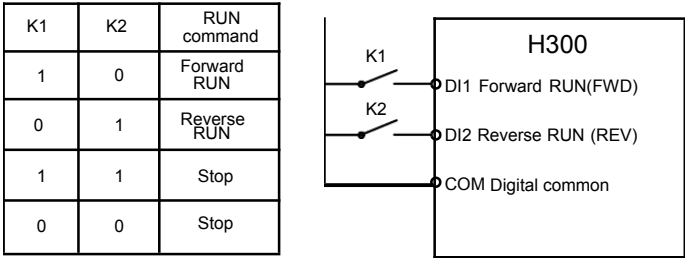 K1 K2 RUN
command
1 0 Forward
RUN
0 1 Reverse
RUN
1 1 Stop
0 0 Stop
H300
K1
DI1 Forward RUN(FWD)
K2
DI2 Reverse RUN (REV)
COM Digital common